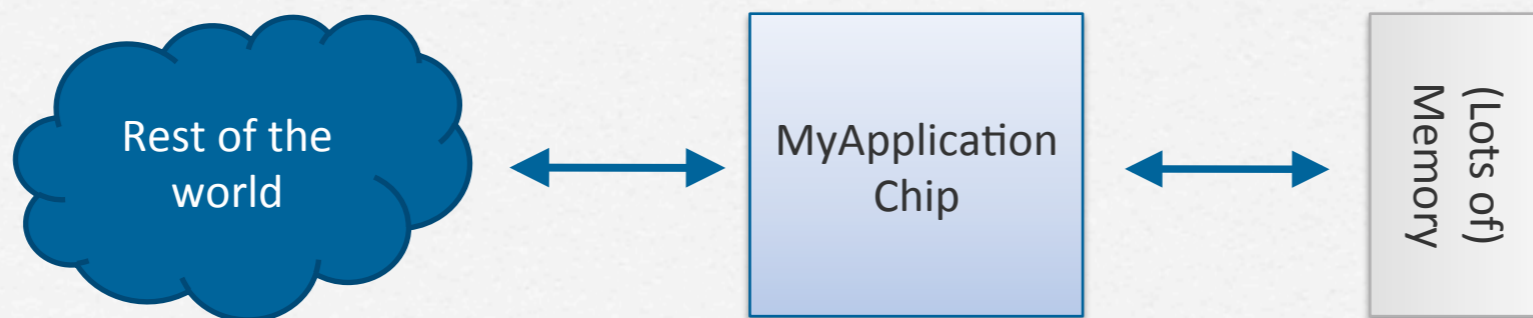 Rest of the
world
MyApplication
Chip
(Lots of)
Memory